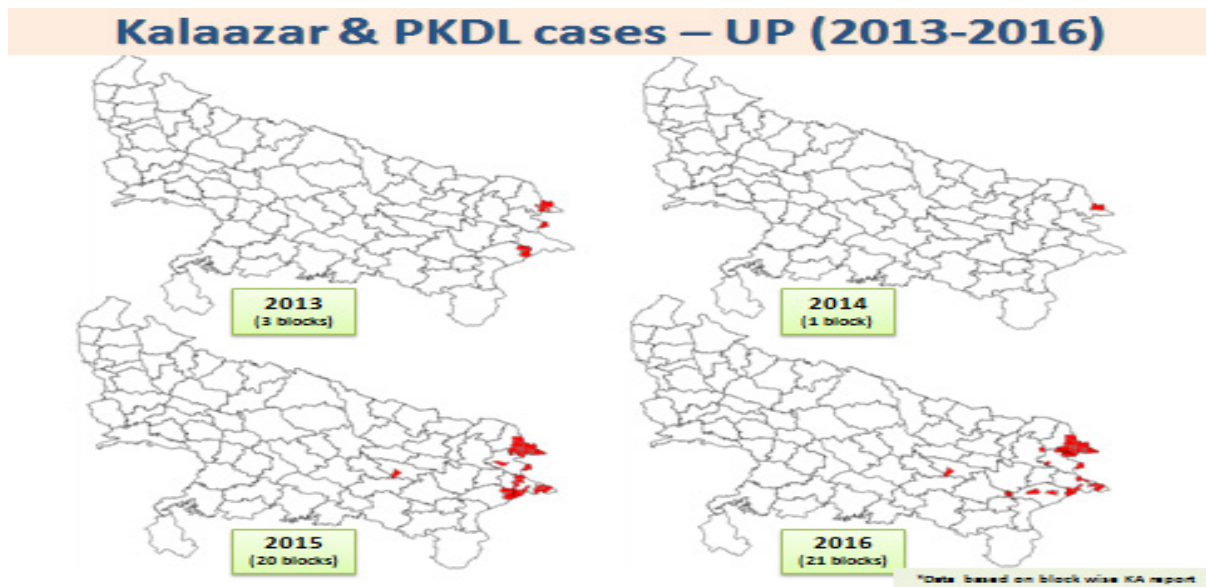 Kalaazar & PKDL cases – UP (2013-2016)
2013
(3 blocks)
2014
(1 block)
2015
(20 blocks)
2016
(21 blocks)
*Data based on block wise KA report